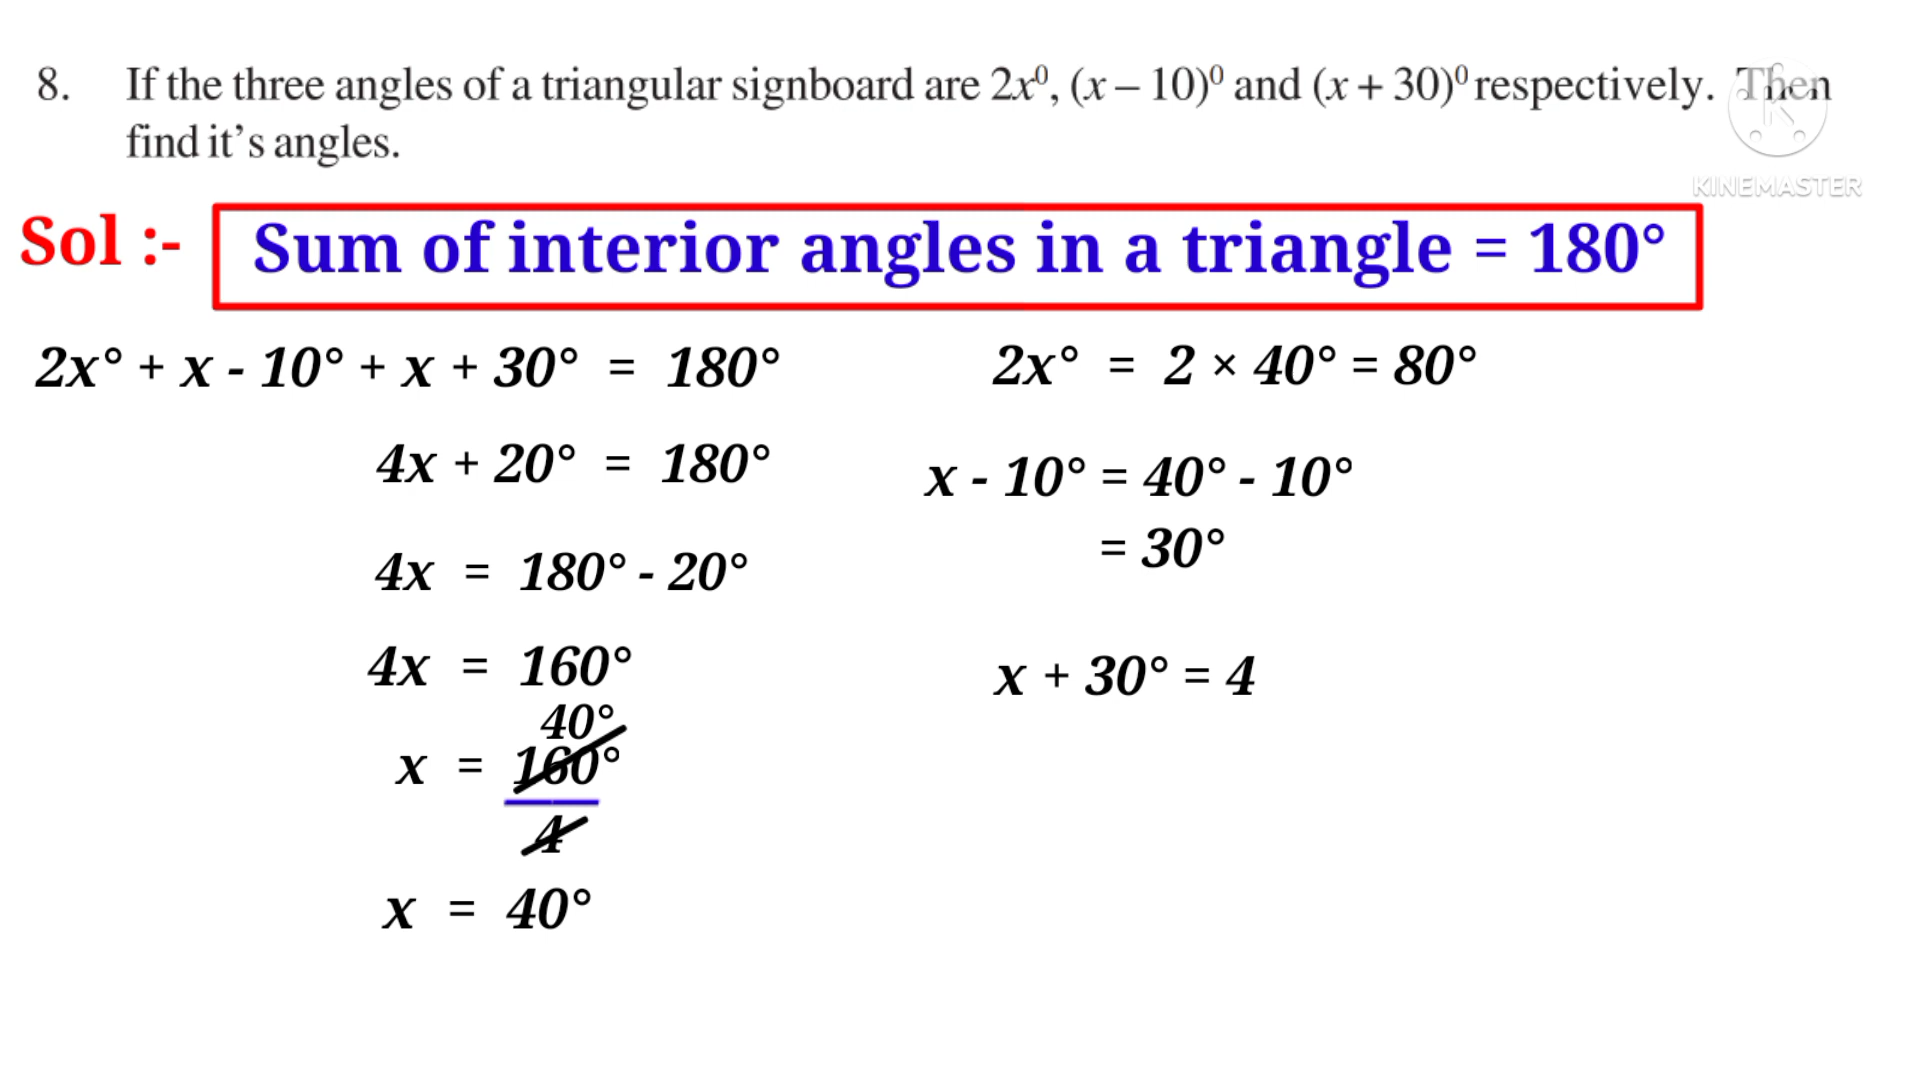 8. If the three angles of a triangular signboard are 2x⁰, (x – 10)⁰ and (x + 30)⁰ respectively. Then
find it’s angles.
KINEMASTER
Sol :- Sum of interior angles in a triangle = 180°
2x° + x - 10° + x + 30° = 180°
4x + 20° = 180°
4x = 180° - 20°
4x = 160°
40°
x = 160°
4
x = 40°
2x° = 2 × 40° = 80°
x - 10° = 40° - 10°
= 30°
x + 30° = 4